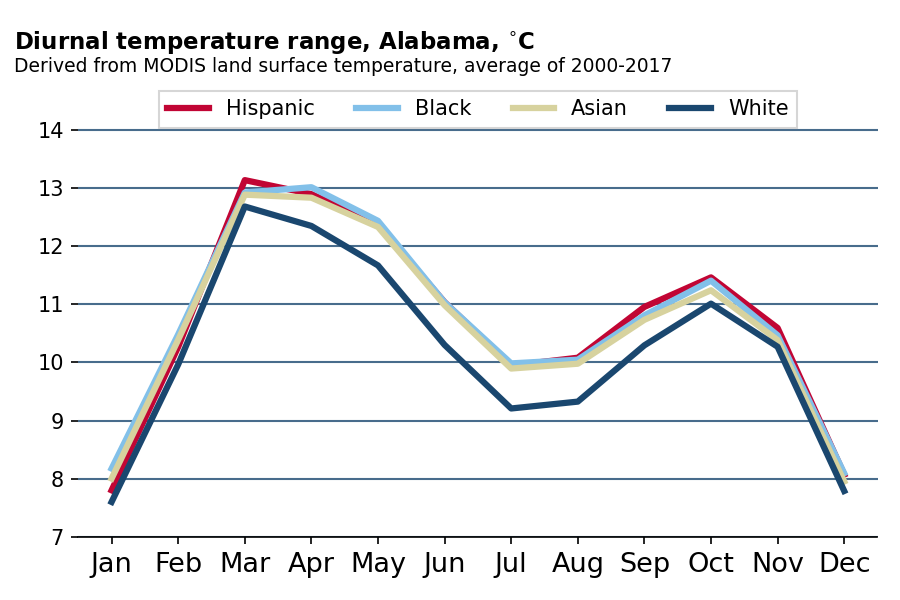 Diurnal temperature range, Alabama, °C
Derived from MODIS land surface temperature, average of 2000-2017
Hispanic Black Asian White
14
13
12
11
10
9
8
7
Jan Feb Mar Apr May Jun Jul Aug Sep Oct Nov Dec